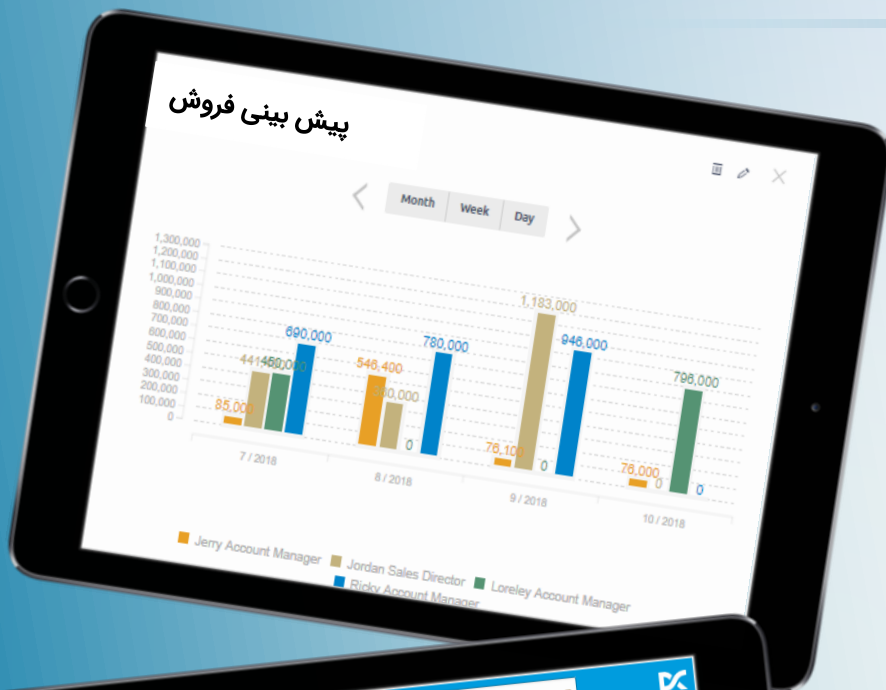 پیش بینی فروش
Month Week Day
1,300,000
1,200,000
1,100,000
1,000,000
900,000
800,000
700,000
600,000
500,000
400,000
300,000
200,000
100,000
0
85,000 450,000 690,000
546,400 0 780,000
76,100 1,183,000 0 946,000
76,000 0 796,000 0
7 / 2018
8 / 2018
9 / 2018
10 / 2018
Jerry Account Manager Jordan Sales Director Loreley Account Manager
Ricky Account Manager